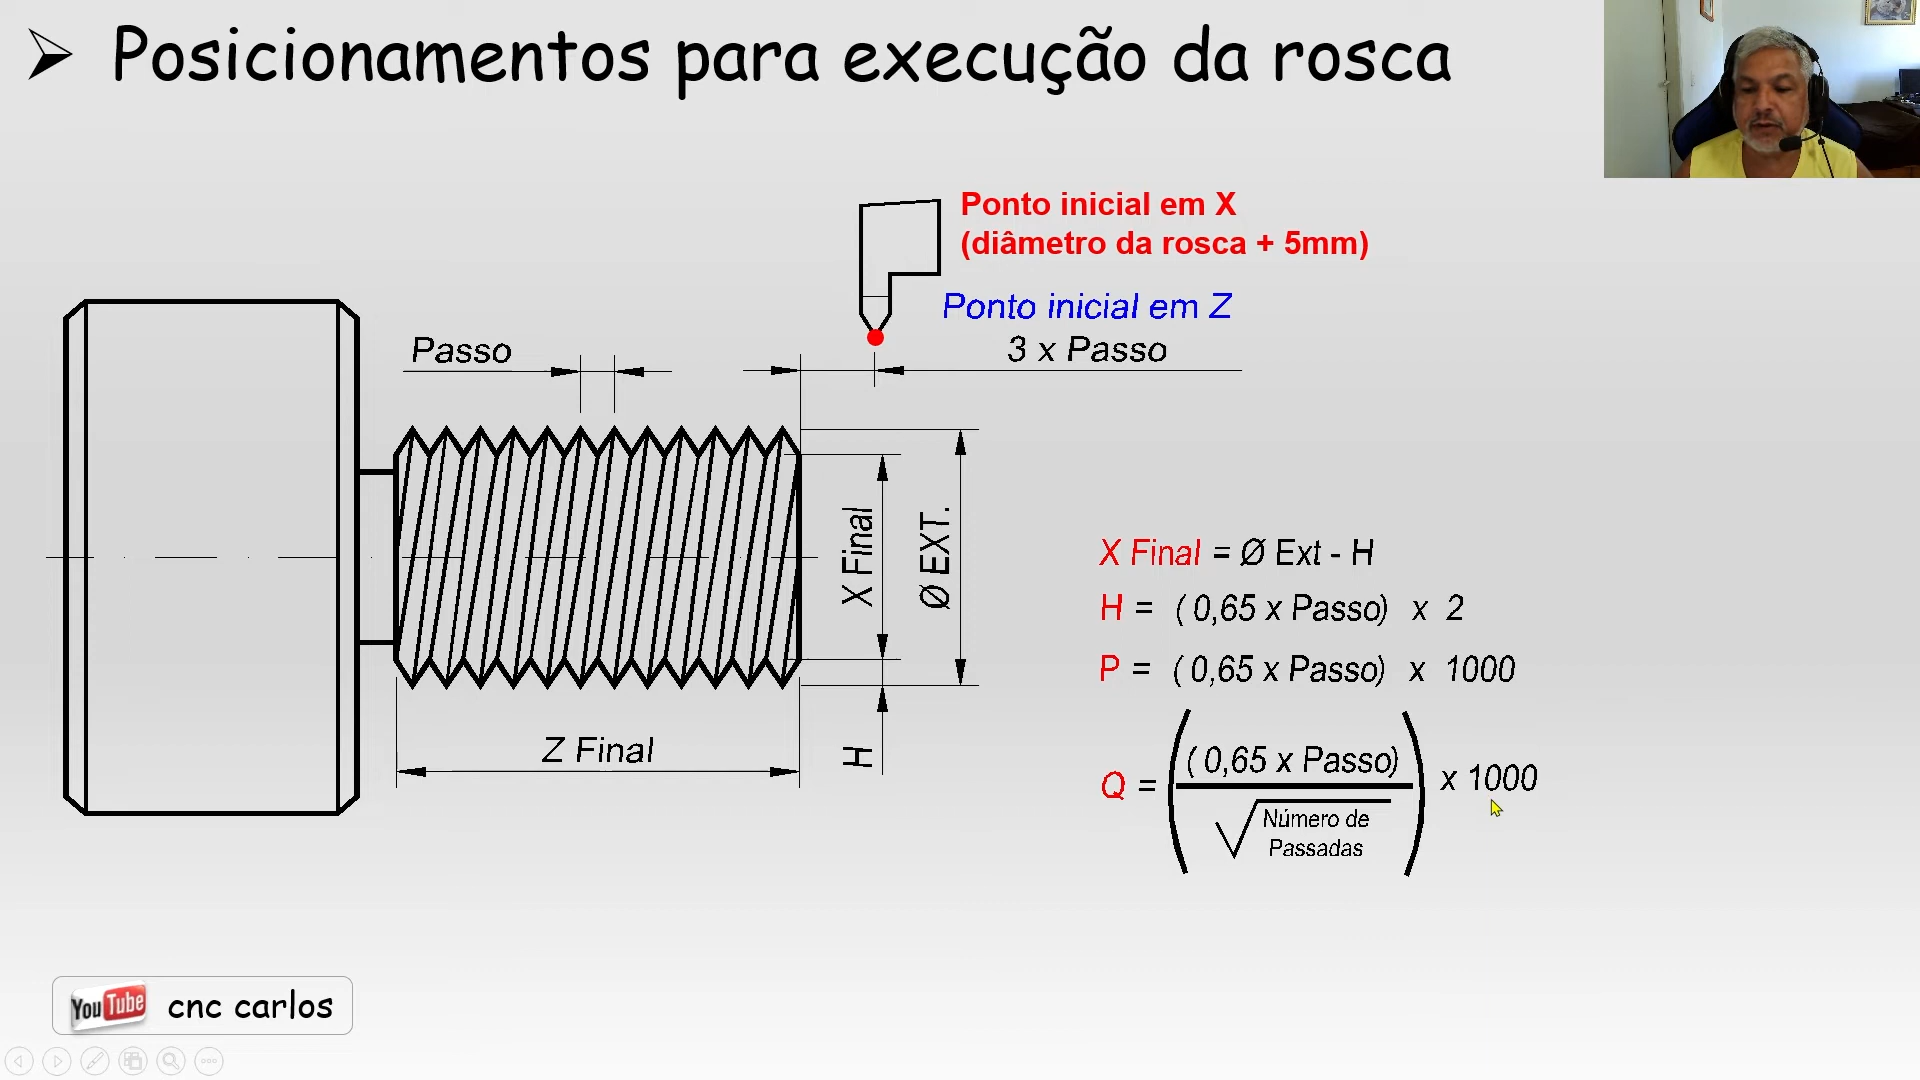 Posicionamentos para execução da rosca
Ponto inicial em X
(diâmetro da rosca + 5mm)
Ponto inicial em Z
3 x Passo
Passo
X Final
Ø EXT.
Z Final
H
X Final = Ø Ext - H
H = ( 0,65 x Passo) x 2
P = ( 0,65 x Passo) x 1000
Q = ( ( 0,65 x Passo) / √ Número de Passadas ) x 1000
YouTube cnc carlos